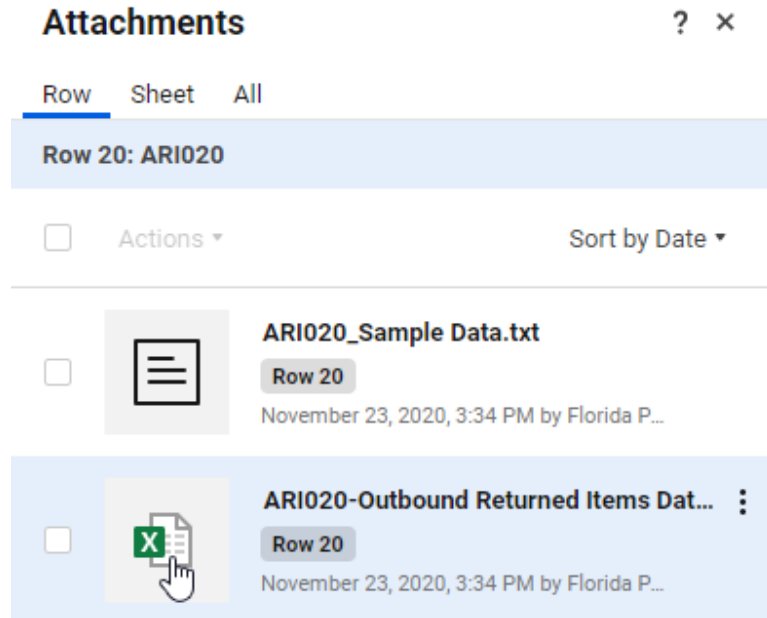 Attachments ? ×
Row Sheet All
Row 20: ARI020
Actions Sort by Date
ARI020_Sample Data.txt
Row 20
November 23, 2020, 3:34 PM by Florida P...
ARI020-Outbound Returned Items Dat...
X
Row 20
November 23, 2020, 3:34 PM by Florida P...